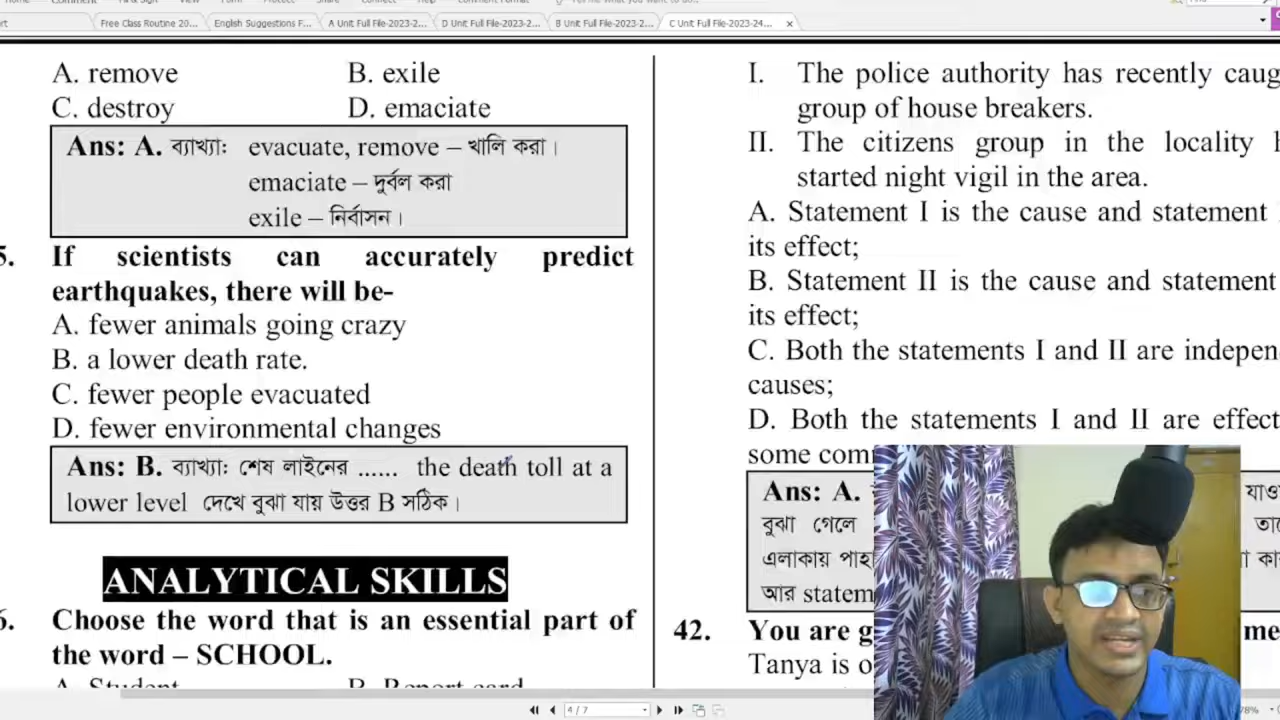 Free Class Routine 20...
English Suggestions F...
A Unit Full File-2023-2...
D Unit Full File-2023-2...
B Unit Full File-2023-2...
C Unit Full File-2023-24...
A. remove B. exile
C. destroy D. emaciate
Ans: A. ব্যাখ্যাঃ evacuate, remove – খালি করা।
emaciate – দুর্বল করা
exile – নির্বাসন।
5. If scientists can accurately predict
earthquakes, there will be-
A. fewer animals going crazy
B. a lower death rate.
C. fewer people evacuated
D. fewer environmental changes
Ans: B. ব্যাখ্যাঃ শেষ লাইনের ...... the death toll at a
lower level দেখে বুঝা যায় উত্তর B সঠিক।
ANALYTICAL SKILLS
6. Choose the word that is an essential part of
the word – SCHOOL.
A. Student B. Report card
I. The police authority has recently
group of house breakers.
II. The citizens group in the locality
started night vigil in the area.
A. Statement I is the cause and statement
its effect;
B. Statement II is the cause and statement
its effect;
C. Both the statements I and II are
causes;
D. Both the statements I and II are
some
Ans: A.
বুঝা গেলে
এলাকায়
আর
42. You are
Tanya is
4 / 7
78%